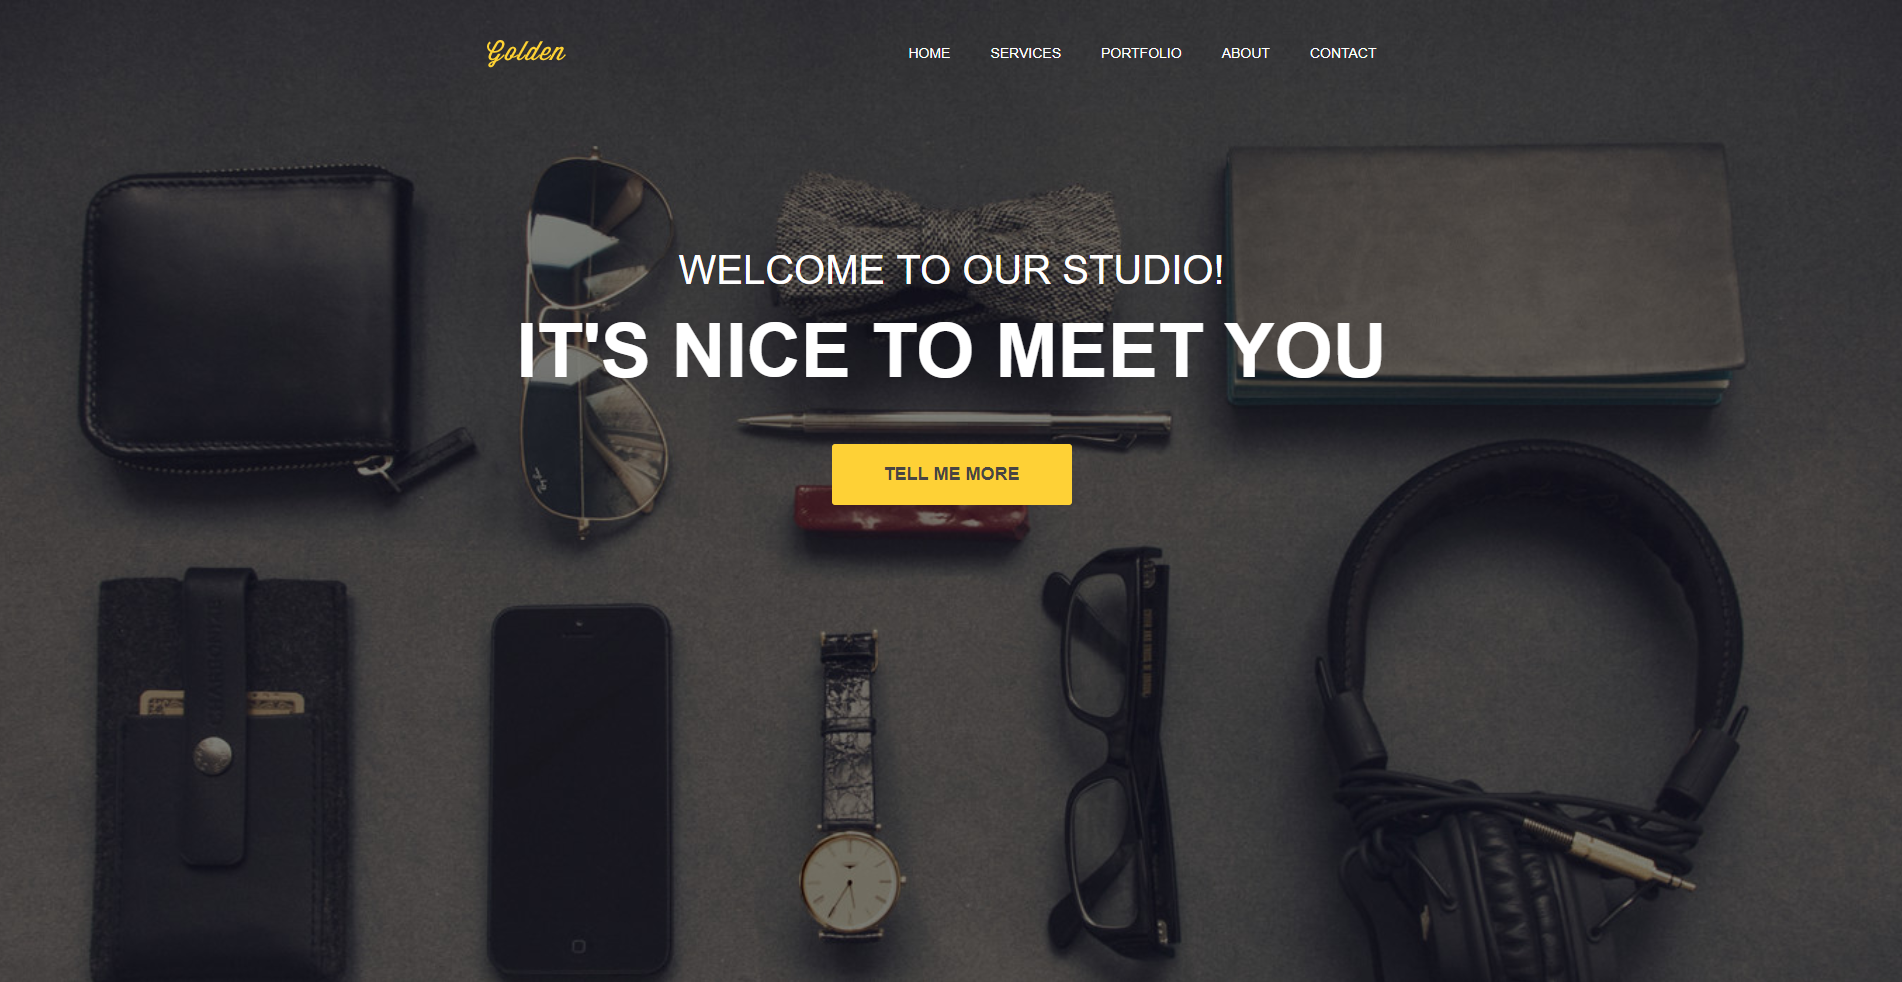 Golden
HOME SERVICES PORTFOLIO ABOUT CONTACT
WELCOME TO OUR STUDIO!
IT'S NICE TO MEET YOU
TELL ME MORE